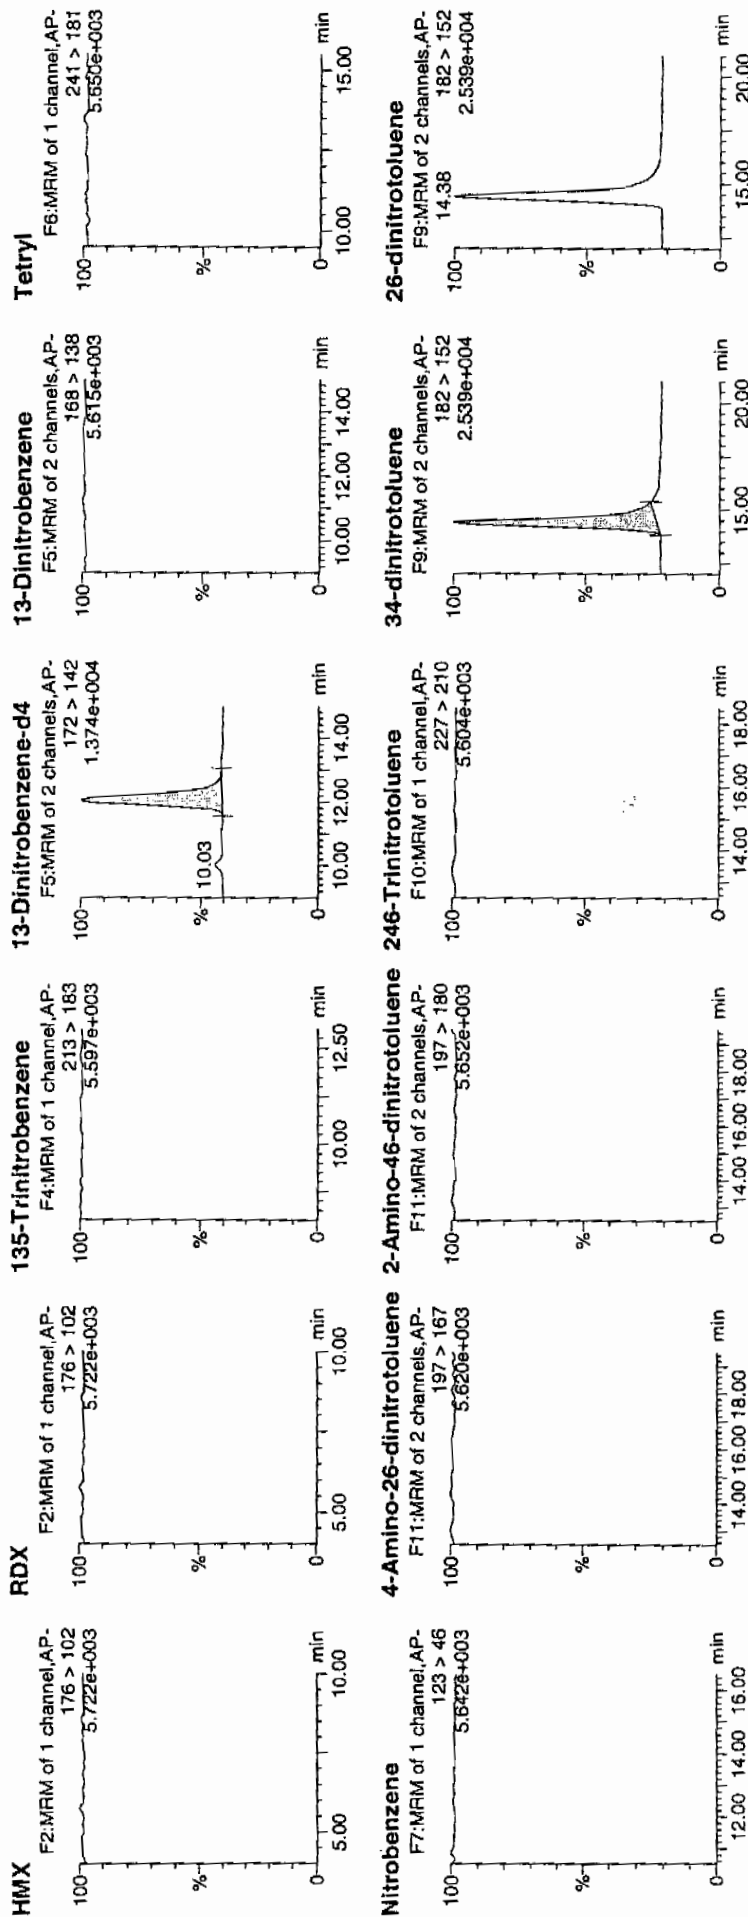 HMX
F2:MRM of 1 channel,AP-
176 > 102
5.722e+003
100
%
0
5.00
10.00
min
RDX
F2:MRM of 1 channel,AP-
176 > 102
5.722e+003
100
%
0
5.00
10.00
min
135-Trinitrobenzene
F4:MRM of 1 channel,AP-
213 > 183
5.597e+003
100
%
0
10.00
12.50
min
13-Dinitrobenzene-d4
F5:MRM of 2 channels,AP-
172 > 142
1.374e+004
100
%
10.03
0
10.00
12.00
14.00
min
13-Dinitrobenzene
F5:MRM of 2 channels,AP-
168 > 138
5.615e+003
100
%
0
10.00
12.00
14.00
min
Tetryl
F6:MRM of 1 channel,AP-
241 > 181
5.650e+003
100
%
0
10.00
15.00
min
Nitrobenzene
F7:MRM of 1 channel,AP-
123 > 46
5.642e+003
100
%
0
12.00
14.00
16.00
min
4-Amino-26-dinitrotoluene
F11:MRM of 2 channels,AP-
197 > 167
5.620e+003
100
%
0
14.00
16.00
18.00
min
2-Amino-46-dinitrotoluene
F11:MRM of 2 channels,AP-
197 > 180
5.652e+003
100
%
0
14.00
16.00
18.00
min
246-Trinitrotoluene
F10:MRM of 1 channel,AP-
227 > 210
5.604e+003
100
%
0
14.00
16.00
18.00
min
34-dinitrotoluene
F9:MRM of 2 channels,AP-
182 > 152
2.539e+004
100
%
0
15.00
20.00
min
26-dinitrotoluene
F9:MRM of 2 channels,AP-
14.38
182 > 152
2.539e+004
100
%
0
15.00
20.00
min